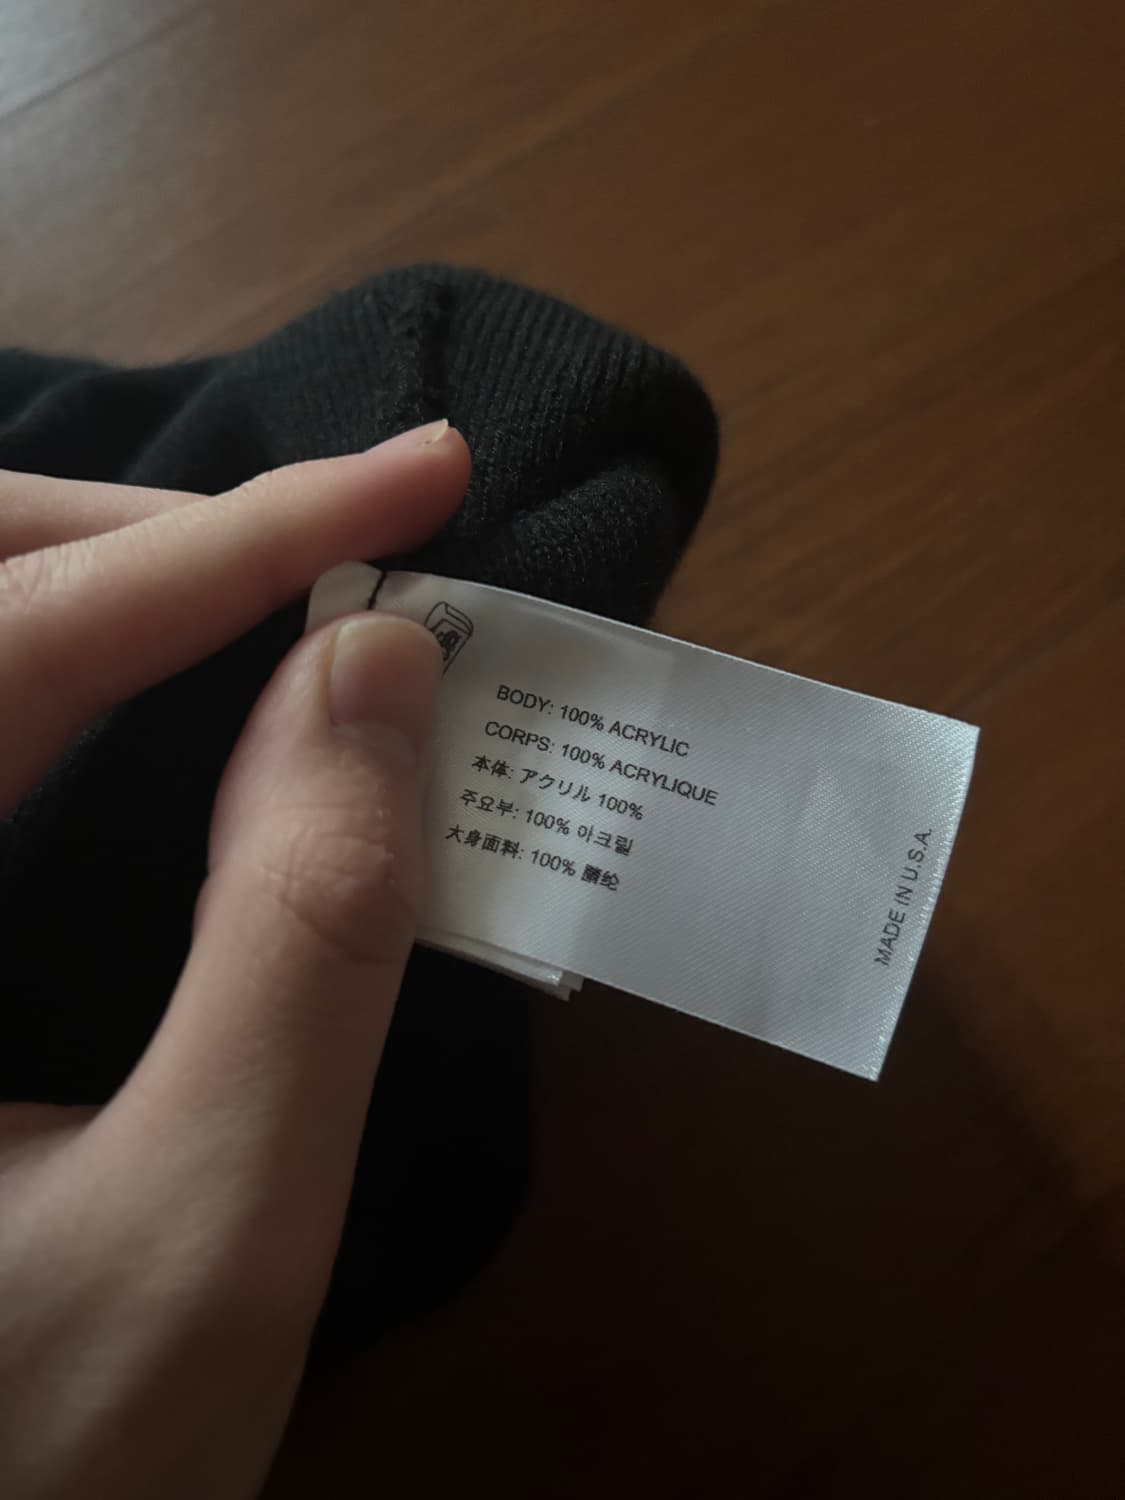 BODY: 100% ACRYLIC
CORPS: 100% ACRYLIQUE
本体: アクリル 100%
주요부: 100% 아크릴
大身面料: 100% 腈纶
MADE IN U.S.A.